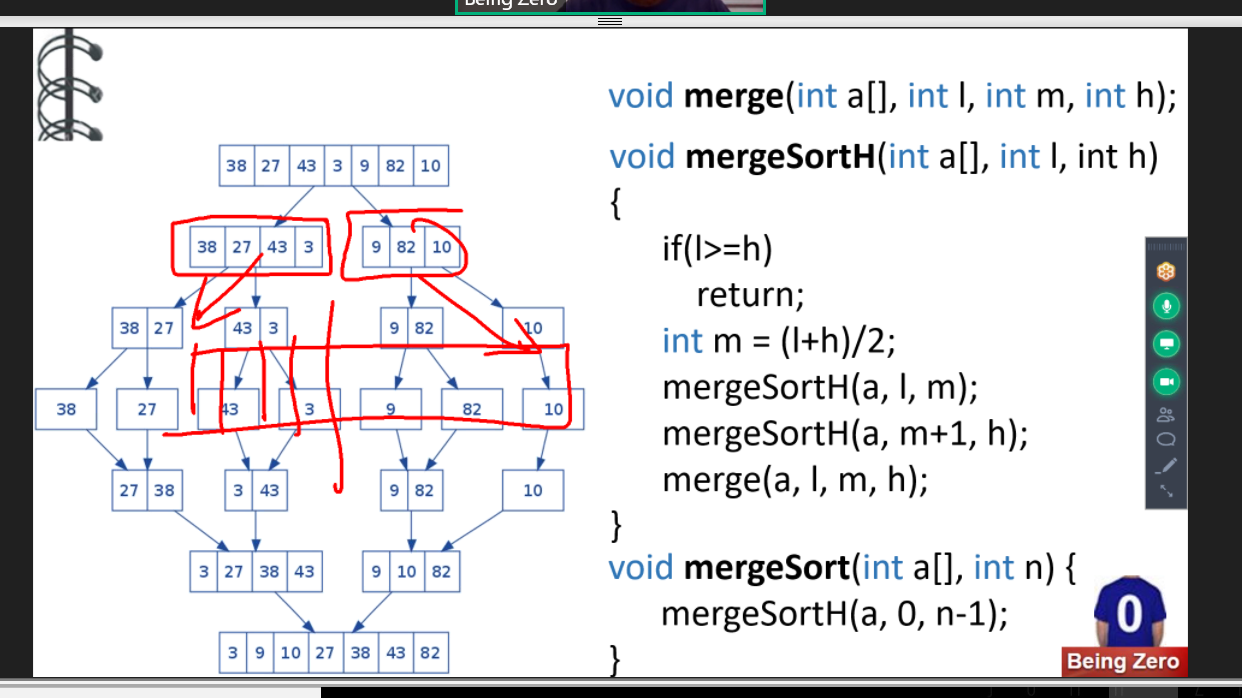 Being Zero
void merge(int a[], int l, int m, int h);
void mergeSortH(int a[], int l, int h)
{
if(l>=h)
return;
int m = (l+h)/2;
mergeSortH(a, l, m);
mergeSortH(a, m+1, h);
merge(a, l, m, h);
}
void mergeSort(int a[], int n) {
mergeSortH(a, 0, n-1);
}
38 27 43 3 9 82 10
38 27 43 3 9 82 10
38 27 43 3 9 82 10
38 27 43 3 9 82 10
27 38 3 43 9 82 10
3 27 38 43 9 10 82
3 9 10 27 38 43 82
0
Being Zero